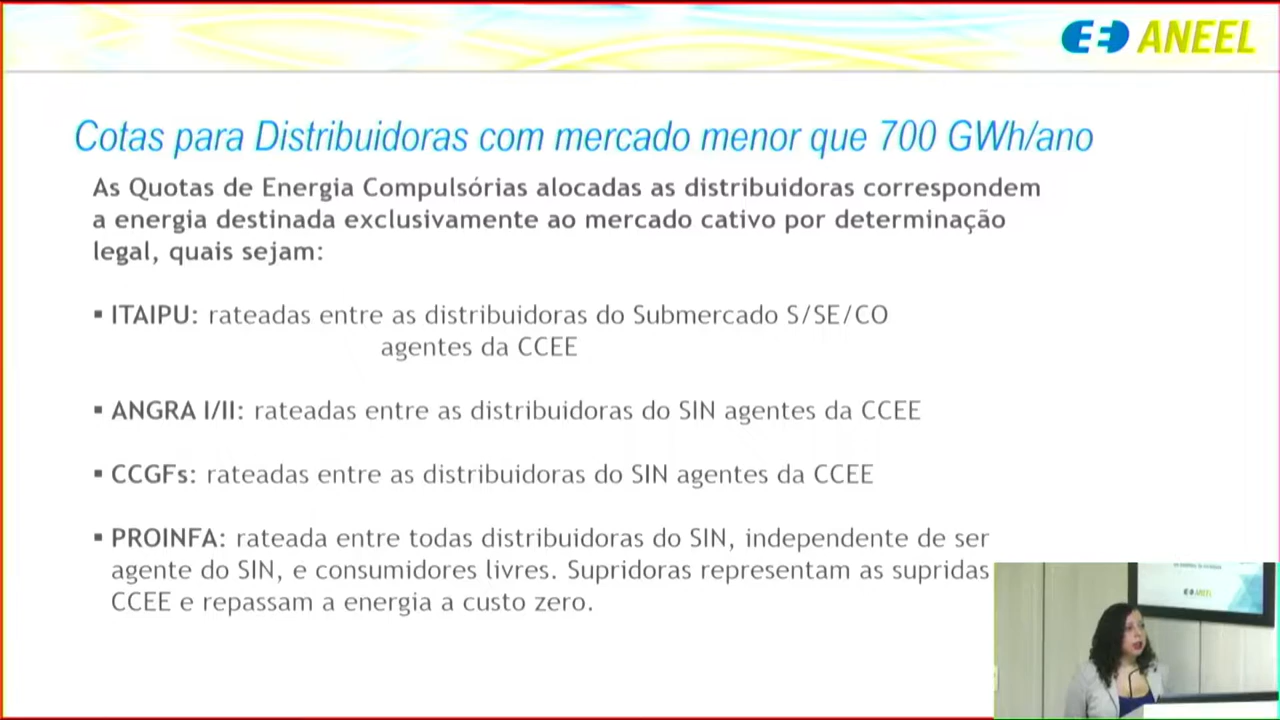 ANEEL
Cotas para Distribuidoras com mercado menor que 700 GWh/ano
As Quotas de Energia Compulsórias alocadas as distribuidoras correspondem
a energia destinada exclusivamente ao mercado cativo por determinação
legal, quais sejam:
▪ ITAIPU: rateadas entre as distribuidoras do Submercado S/SE/CO
agentes da CCEE
▪ ANGRA I/II: rateadas entre as distribuidoras do SIN agentes da CCEE
▪ CCGFs: rateadas entre as distribuidoras do SIN agentes da CCEE
▪ PROINFA: rateada entre todas distribuidoras do SIN, independente de ser
agente do SIN, e consumidores livres. Supridoras representam as supridas
CCEE e repassam a energia a custo zero.
ANEEL